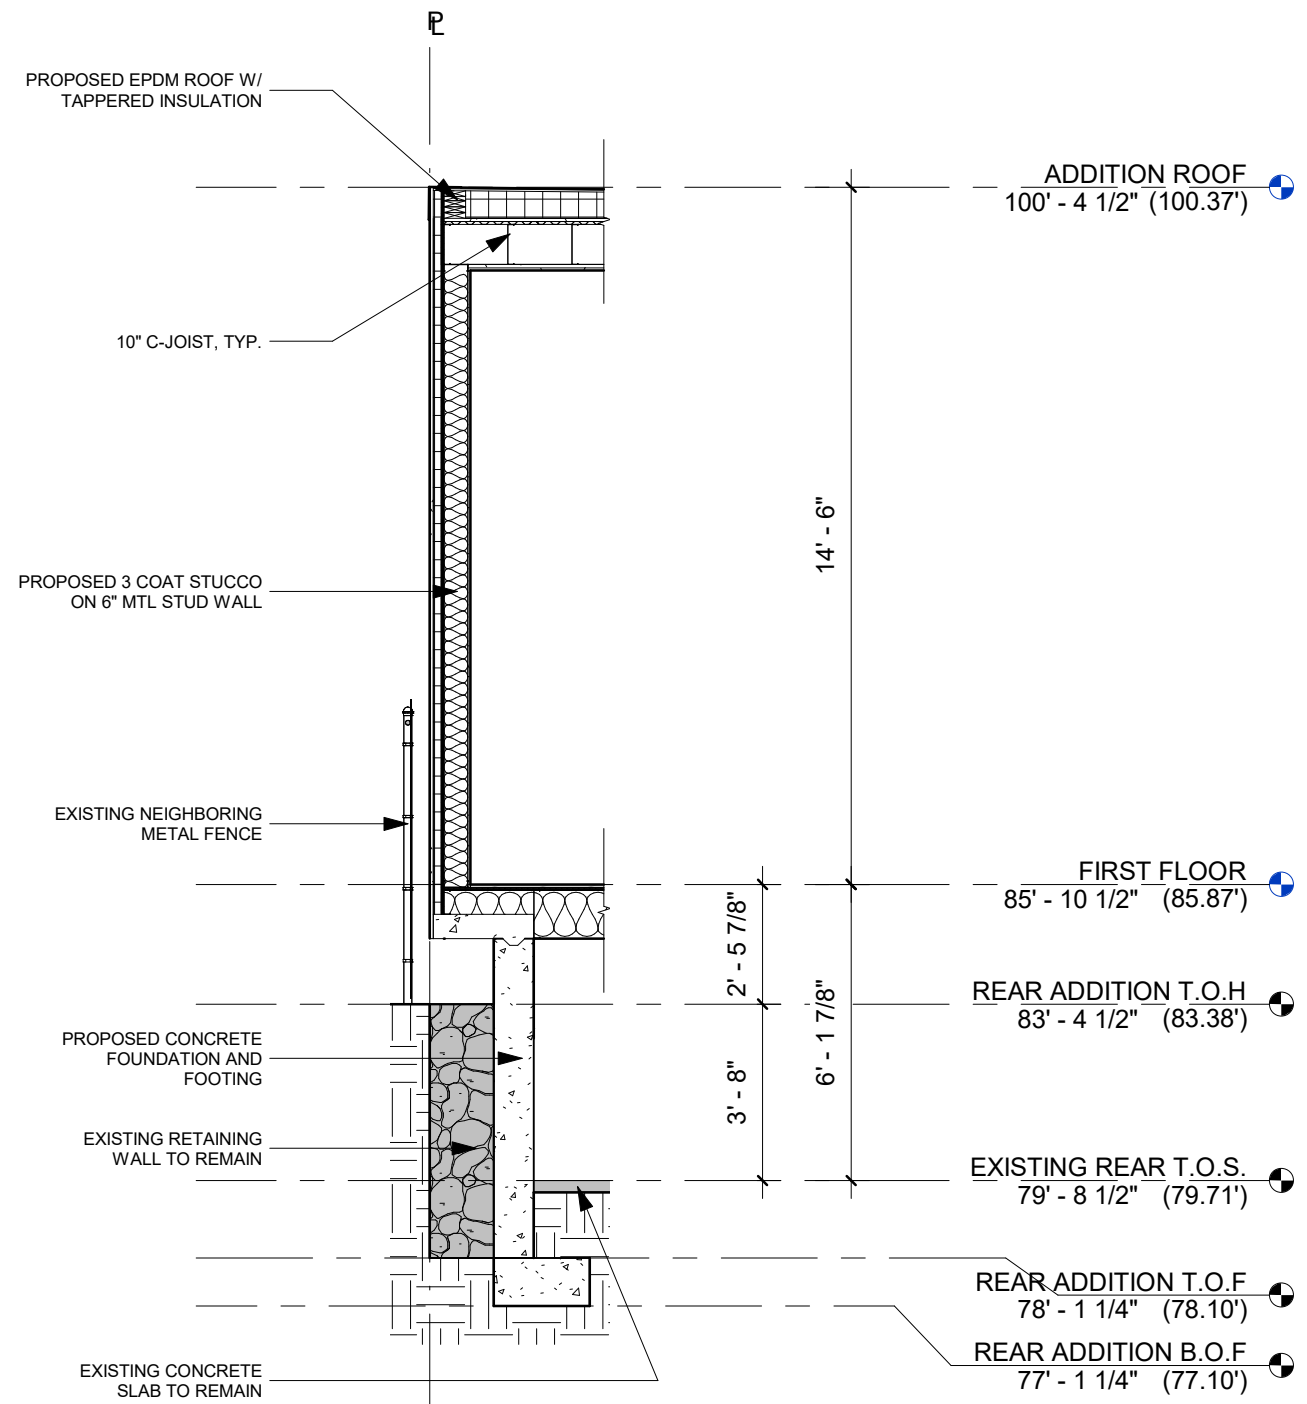 PL
PROPOSED EPDM ROOF W/
TAPPERED INSULATION
ADDITION ROOF
100' - 4 1/2" (100.37')
10" C-JOIST, TYP.
14' - 6"
PROPOSED 3 COAT STUCCO
ON 6" MTL STUD WALL
EXISTING NEIGHBORING
METAL FENCE
FIRST FLOOR
85' - 10 1/2" (85.87')
2' - 5 7/8"
REAR ADDITION T.O.H
83' - 4 1/2" (83.38')
PROPOSED CONCRETE
FOUNDATION AND
FOOTING
3' - 8"
6' - 1 7/8"
EXISTING RETAINING
WALL TO REMAIN
EXISTING REAR T.O.S.
79' - 8 1/2" (79.71')
REAR ADDITION T.O.F
78' - 1 1/4" (78.10')
REAR ADDITION B.O.F
77' - 1 1/4" (77.10')
EXISTING CONCRETE
SLAB TO REMAIN